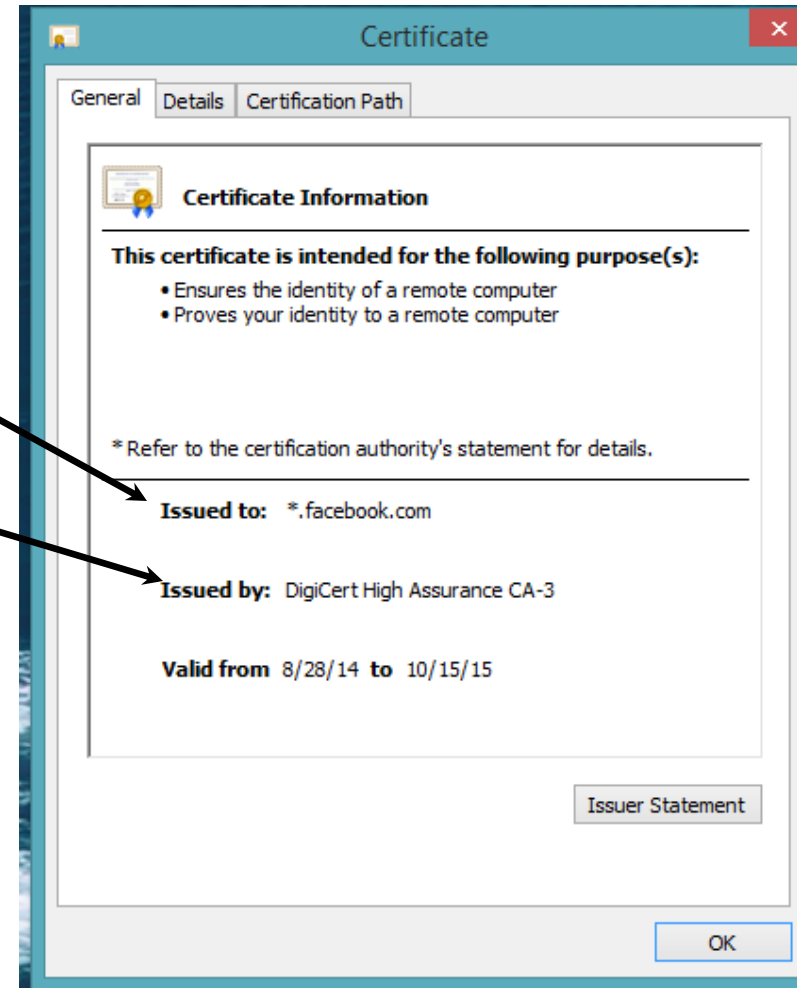 Certificate
General Details Certification Path
Certificate Information
This certificate is intended for the following purpose(s):
• Ensures the identity of a remote computer
• Proves your identity to a remote computer
* Refer to the certification authority's statement for details.
Issued to: *.facebook.com
Issued by: DigiCert High Assurance CA-3
Valid from 8/28/14 to 10/15/15
Issuer Statement
OK